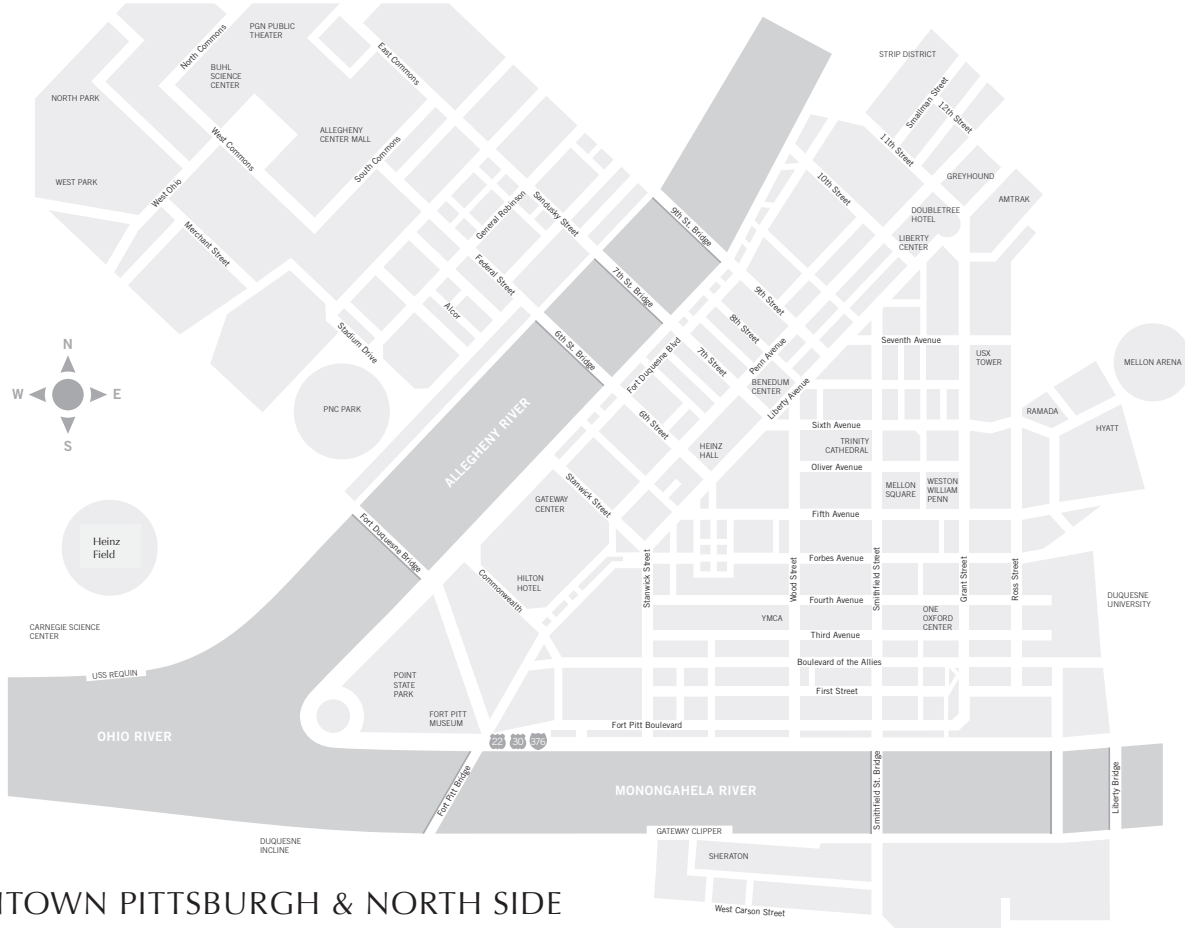 PGN PUBLIC
THEATER
North Commons
East Commons
BUHL
SCIENCE
CENTER
NORTH PARK
ALLEGHENY
CENTER MALL
West Commons
South Commons
WEST PARK
West Ohio
Merchant Street
STRIP DISTRICT
Smallman Street
12th Street
11th Street
10th Street
GREYHOUND
AMTRAK
DOUBLETREE
HOTEL
LIBERTY
CENTER
General Robinson
Sandusky Street
9th St. Bridge
Federal Street
7th St. Bridge
Alcor
Stadium Drive
6th St. Bridge
9th Street
8th Street
7th Street
6th Street
Penn Avenue
Fort Duquesne Blvd
Liberty Avenue
BENEDUM
CENTER
Seventh Avenue
USX
TOWER
MELLON ARENA
N
W
E
S
PNC PARK
RAMADA
HYATT
ALLEGHENY RIVER
HEINZ
HALL
Sixth Avenue
TRINITY
CATHEDRAL
Oliver Avenue
MELLON
SQUARE
WESTON
WILLIAM
PENN
Stanwick Street
GATEWAY
CENTER
Fifth Avenue
Heinz
Field
Fort Duquesne Bridge
Forbes Avenue
Stanwick Street
Wood Street
Smithfield Street
Grant Street
Ross Street
HILTON
HOTEL
Commonwealth
Fourth Avenue
DUQUESNE
UNIVERSITY
YMCA
ONE
OXFORD
CENTER
CARNEGIE SCIENCE
CENTER
Third Avenue
Boulevard of the Allies
USS REQUIN
POINT
STATE
PARK
First Street
FORT PITT
MUSEUM
Fort Pitt Boulevard
OHIO RIVER
22
30
376
Fort Pitt Bridge
MONONGAHELA RIVER
Smithfield St. Bridge
Liberty Bridge
GATEWAY CLIPPER
DUQUESNE
INCLINE
SHERATON
West Carson Street
NTOWN PITTSBURGH & NORTH SIDE